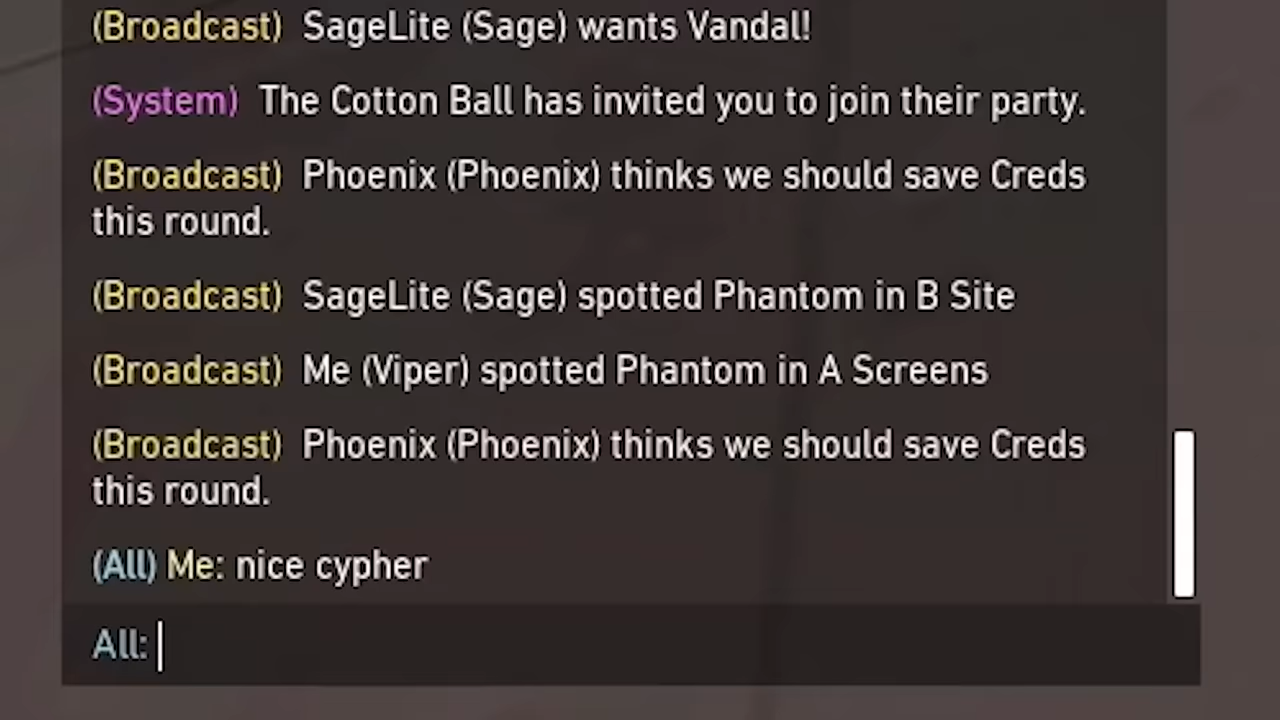 (Broadcast) SageLite (Sage) wants Vandal!
(System) The Cotton Ball has invited you to join their party.
(Broadcast) Phoenix (Phoenix) thinks we should save Creds
this round.
(Broadcast) SageLite (Sage) spotted Phantom in B Site
(Broadcast) Me (Viper) spotted Phantom in A Screens
(Broadcast) Phoenix (Phoenix) thinks we should save Creds
this round.
(All) Me: nice cypher
All: